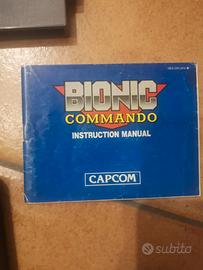 BIONIC
COMMANDO
INSTRUCTION MANUAL
CAPCOM
subito